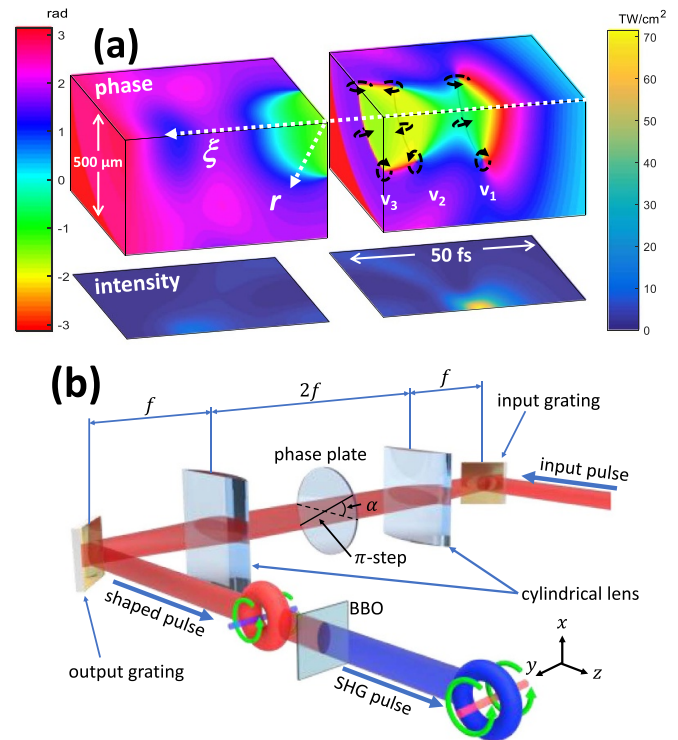 rad
3
2
1
0
-1
-2
-3
(a)
phase
500 µm
ξ
r
intensity
v3
v2
v1
50 fs
TW/cm²
70
60
50
40
30
20
10
0
(b)
f
2f
f
input grating
phase plate
input pulse
α
π-step
cylindrical lens
shaped pulse
BBO
output grating
SHG pulse
x
y
z